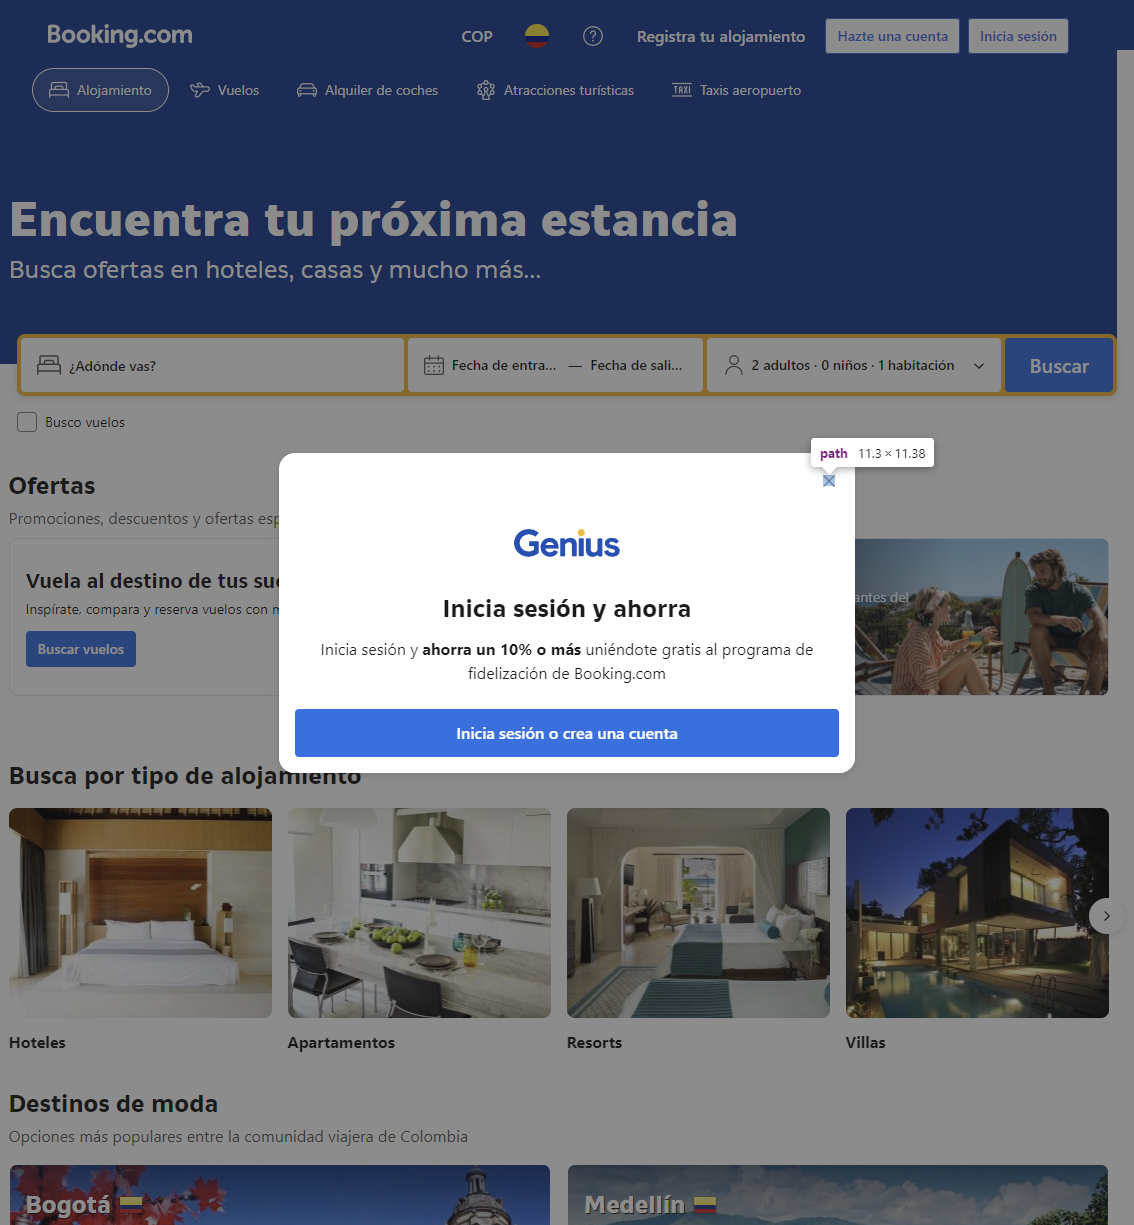 Booking.com
COP
Registra tu alojamiento
Hazte una cuenta
Inicia sesión
Alojamiento
Vuelos
Alquiler de coches
Atracciones turísticas
TAXI
Taxis aeropuerto
Encuentra tu próxima estancia
Busca ofertas en hoteles, casas y mucho más...
¿Adónde vas?
Fecha de entra... — Fecha de sali...
2 adultos · 0 niños · 1 habitación
Buscar
Busco vuelos
path 11.3 × 11.38
Ofertas
Promociones, descuentos y ofertas esp
Genius
Vuela al destino de tus sue
Inspírate, compara y reserva vuelos con m
Buscar vuelos
antes del
Inicia sesión y ahorra
Inicia sesión y ahorra un 10% o más uniéndote gratis al programa de
fidelización de Booking.com
Inicia sesión o crea una cuenta
Busca por tipo de alojamiento
Hoteles
Apartamentos
Resorts
Villas
Destinos de moda
Opciones más populares entre la comunidad viajera de Colombia
Bogotá
Medellín